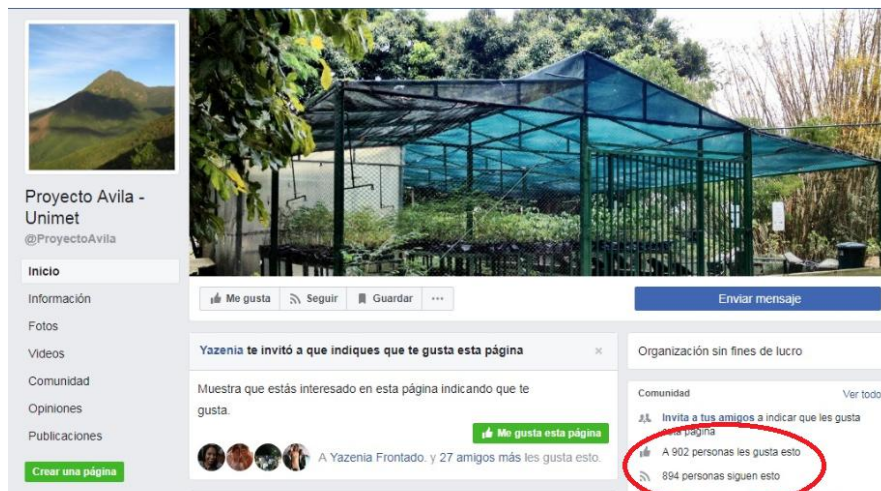 Proyecto Avila -
Unimet
@ProyectoAvila
Inicio
Información
Fotos
Videos
Comunidad
Opiniones
Publicaciones
Crear una página
Me gusta
Seguir
Guardar
...
Enviar mensaje
Yazenia te invitó a que indiques que te gusta esta página
Muestra que estás interesado en esta página indicando que te
gusta.
Me gusta esta página
A Yazenia Frontado. y 27 amigos más les gusta esto.
Organización sin fines de lucro
Comunidad
Ver todo
Invita a tus amigos a indicar que les gusta
esta página
A 902 personas les gusta esto
894 personas siguen esto